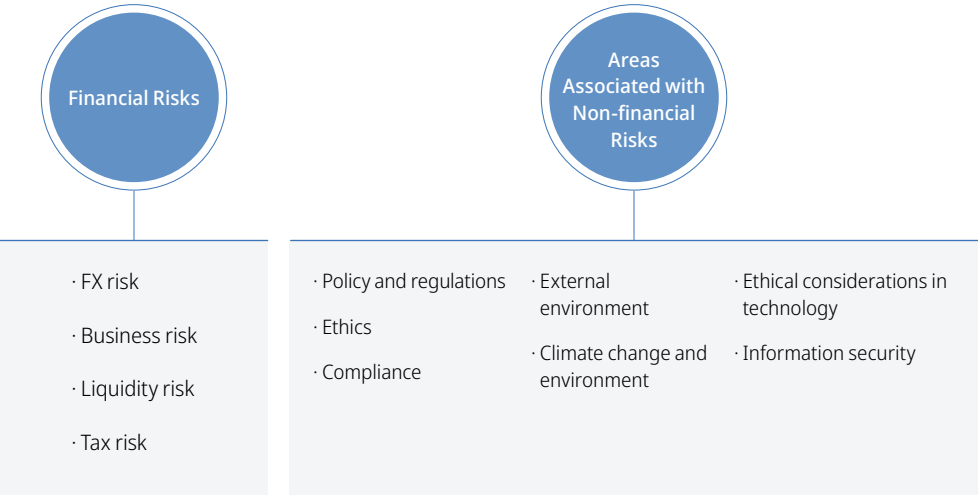 Financial Risks
· FX risk
· Business risk
· Liquidity risk
· Tax risk
Areas
Associated with
Non-financial
Risks
· Policy and regulations
· Ethics
· Compliance
· External
environment
· Climate change and
environment
· Ethical considerations in
technology
· Information security